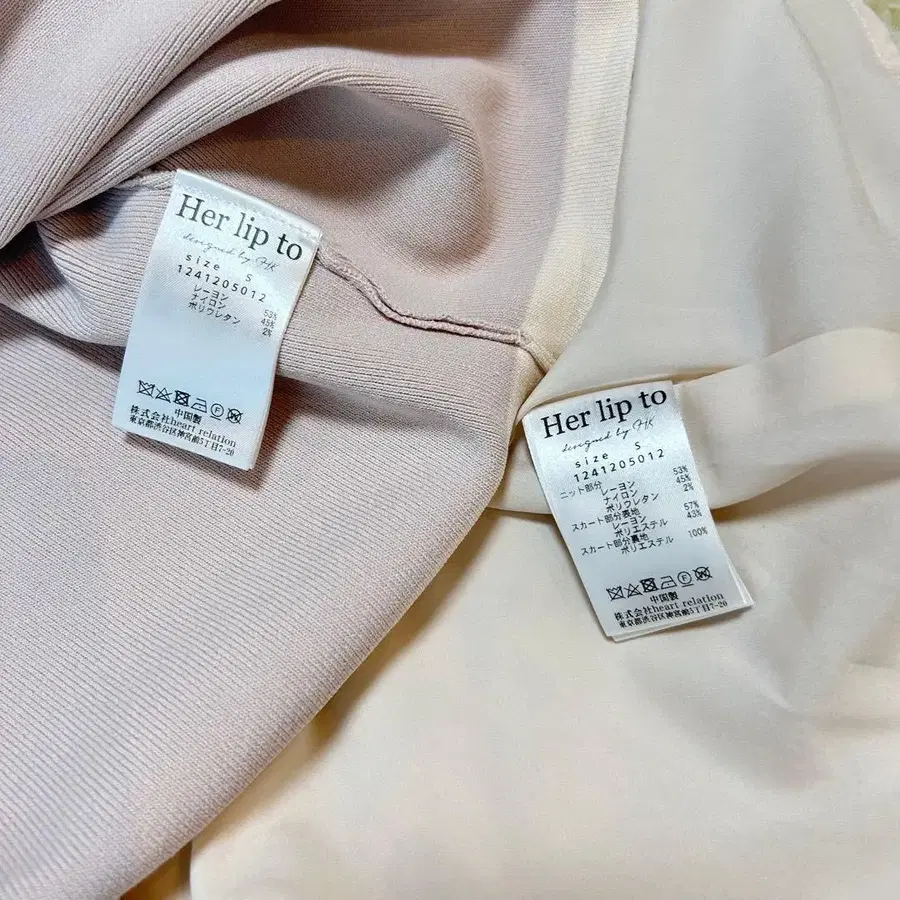 Her lip to
designed by HK
size S
1241205012
レーヨン 53%
ナイロン 45%
ポリウレタン 2%
中国製
株式会社heart relation
東京都渋谷区神宮前5丁目7-20
Her lip to
designed by HK
size S
1241205012
ニット部分
レーヨン 53%
ナイロン 45%
ポリウレタン 2%
スカート部分表地
レーヨン 57%
ポリエステル 43%
スカート部分裏地
ポリエステル 100%
中国製
株式会社heart relation
東京都渋谷区神宮前5丁目7-20